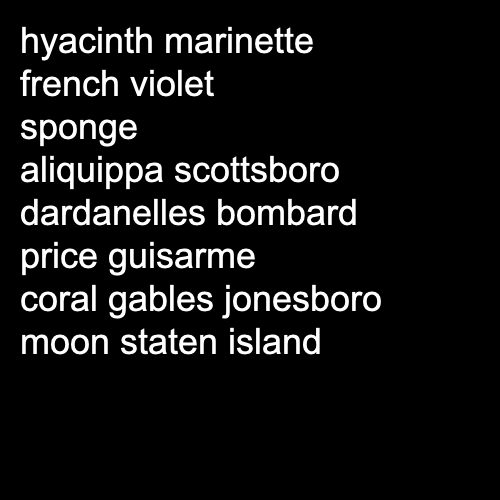 hyacinth marinette
french violet
sponge
aliquippa scottsboro
dardanelles bombard
price guisarme
coral gables jonesboro
moon staten island